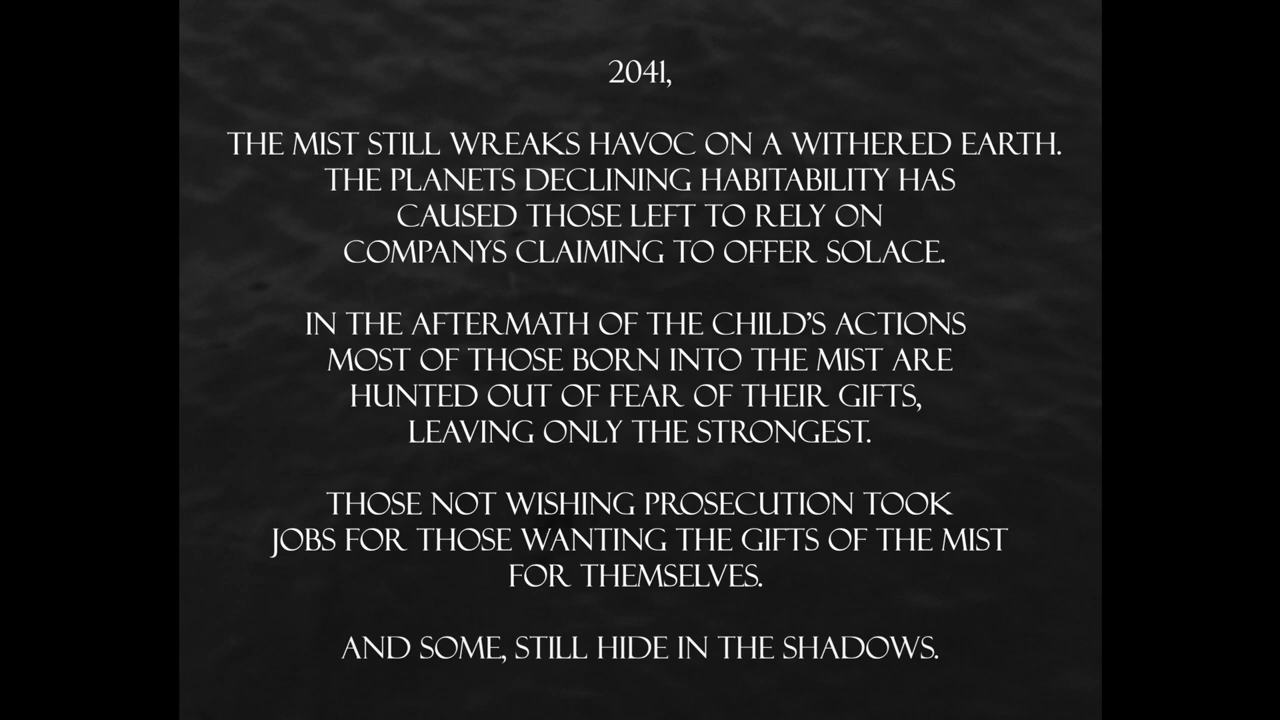 2041,
THE MIST STILL WREAKS HAVOC ON A WITHERED EARTH.
THE PLANETS DECLINING HABITABILITY HAS
CAUSED THOSE LEFT TO RELY ON
COMPANYS CLAIMING TO OFFER SOLACE.
IN THE AFTERMATH OF THE CHILD'S ACTIONS
MOST OF THOSE BORN INTO THE MIST ARE
HUNTED OUT OF FEAR OF THEIR GIFTS,
LEAVING ONLY THE STRONGEST.
THOSE NOT WISHING PROSECUTION TOOK
JOBS FOR THOSE WANTING THE GIFTS OF THE MIST
FOR THEMSELVES.
AND SOME, STILL HIDE IN THE SHADOWS.